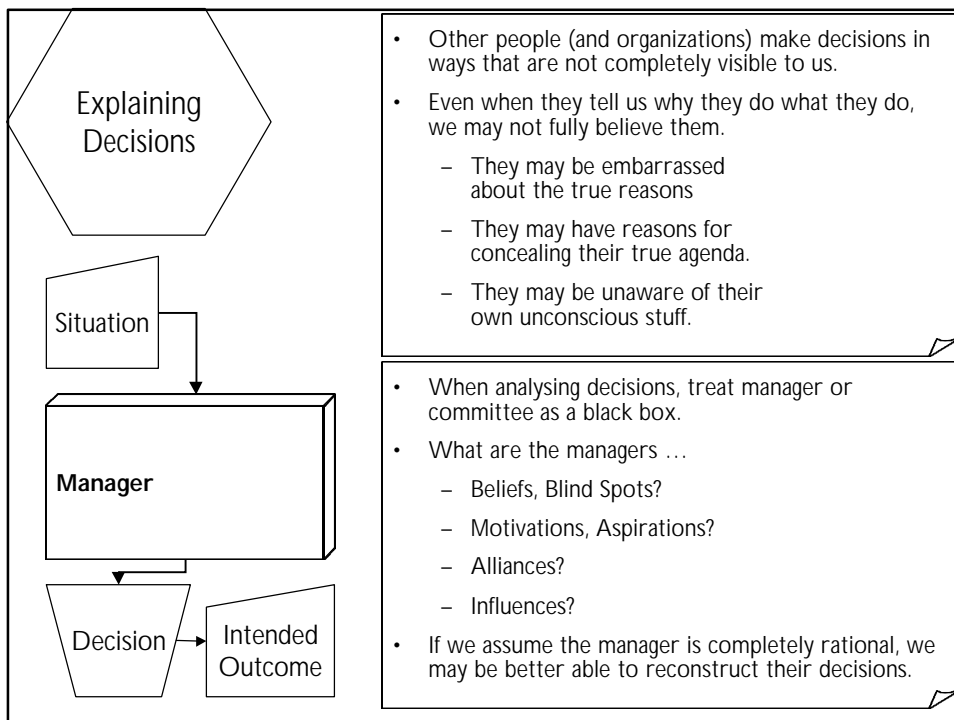 Explaining
Decisions
Situation
Manager
Decision
Intended
Outcome
• Other people (and organizations) make decisions in
ways that are not completely visible to us.
• Even when they tell us why they do what they do,
we may not fully believe them.
– They may be embarrassed
about the true reasons
– They may have reasons for
concealing their true agenda.
– They may be unaware of their
own unconscious stuff.
• When analysing decisions, treat manager or
committee as a black box.
• What are the managers …
– Beliefs, Blind Spots?
– Motivations, Aspirations?
– Alliances?
– Influences?
• If we assume the manager is completely rational, we
may be better able to reconstruct their decisions.